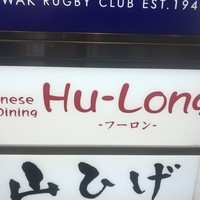 WAK RUGBY CLUB EST.194
nese
Dining
Hu-Long
-フーロン-
山ひげ